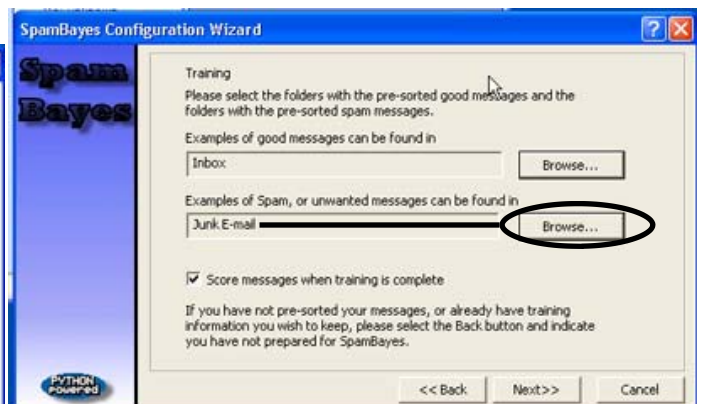 SpamBayes Configuration Wizard
Spam
Bayes
Training
Please select the folders with the pre-sorted good messages and the
folders with the pre-sorted spam messages.
Examples of good messages can be found in
Inbox
Browse...
Examples of Spam, or unwanted messages can be found in
Junk E-mail
Browse...
Score messages when training is complete
If you have not pre-sorted your messages, or already have training
information you wish to keep, please select the Back button and indicate
you have not prepared for SpamBayes.
PYTHON
Powered
<< Back
Next>>
Cancel